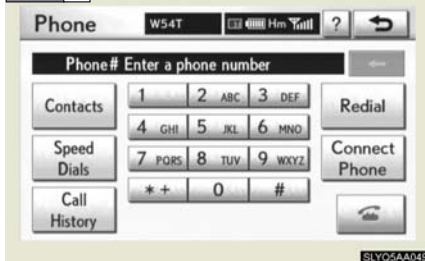 Phone W54T Hm ?
Phone# Enter a phone number
Contacts
1 2 ABC 3 DEF
Redial
4 GHI 5 JKL 6 MNO
Speed
Dials
7 PQRS 8 TUV 9 WXYZ
Connect
Phone
* + 0 #
Call
History
SLYO5AA049